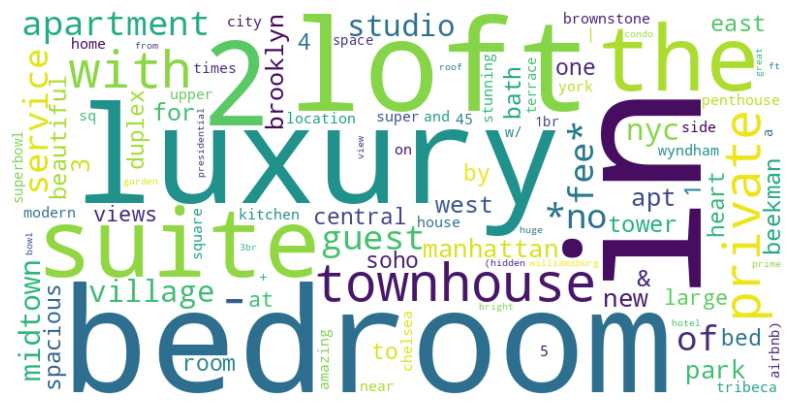 apartment
city
studio
brownstone
east
home
from
with
times
2
brooklyn
4
space
loft
roof
stunning
bath
terrace
|
one
york
condo
the
great
ft
service
beautiful
sq
3
upper
duplex
for
presidential
location
super
and
45
w/
1br
*no
fee*
nyc
side
penthouse
a
wyndham
superbowl
luxury
view
on
by
in
private
garden
modern
views
square
kitchen
central
west
house
huge
apt
1
heart
beekman
tower
bowl
suite
3br
guest
soho
manhattan
(hidden
williamsburg
&
prime
midtown
spacious
village
-
+
at
townhouse
bright
new
large
hotel
airbnb)
bedroom
room
amazing
near
to
chelsea
5
of
bed
park
tribeca